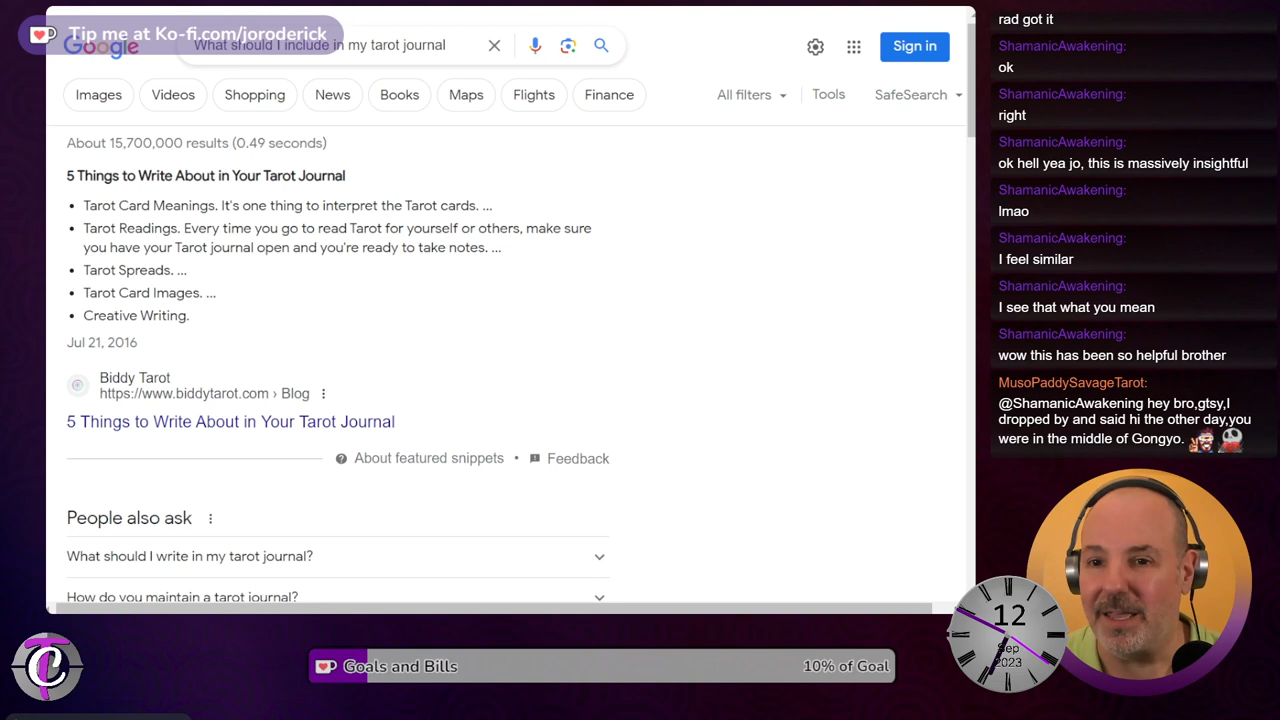 Tip me at Ko-fi.com/joroderick
Google
What should I include in my tarot journal
Sign in
Images
Videos
Shopping
News
Books
Maps
Flights
Finance
All filters
Tools
SafeSearch
About 15,700,000 results (0.49 seconds)
5 Things to Write About in Your Tarot Journal
• Tarot Card Meanings. It's one thing to interpret the Tarot cards. ...
• Tarot Readings. Every time you go to read Tarot for yourself or others, make sure
you have your Tarot journal open and you're ready to take notes. ...
• Tarot Spreads. ...
• Tarot Card Images. ...
• Creative Writing.
Jul 21, 2016
Biddy Tarot
https://www.biddytarot.com › Blog
5 Things to Write About in Your Tarot Journal
About featured snippets • Feedback
People also ask
What should I write in my tarot journal?
How do you maintain a tarot journal?
rad got it
ShamanicAwakening:
ok
ShamanicAwakening:
right
ShamanicAwakening:
ok hell yea jo, this is massively insightful
ShamanicAwakening:
lmao
ShamanicAwakening:
I feel similar
ShamanicAwakening:
I see that what you mean
ShamanicAwakening:
wow this has been so helpful brother
MusoPaddySavageTarot:
@ShamanicAwakening hey bro,gtsy,I
dropped by and said hi the other day,you
were in the middle of Gongyo.
TC
Goals and Bills
10% of Goal
12
Sep
2023